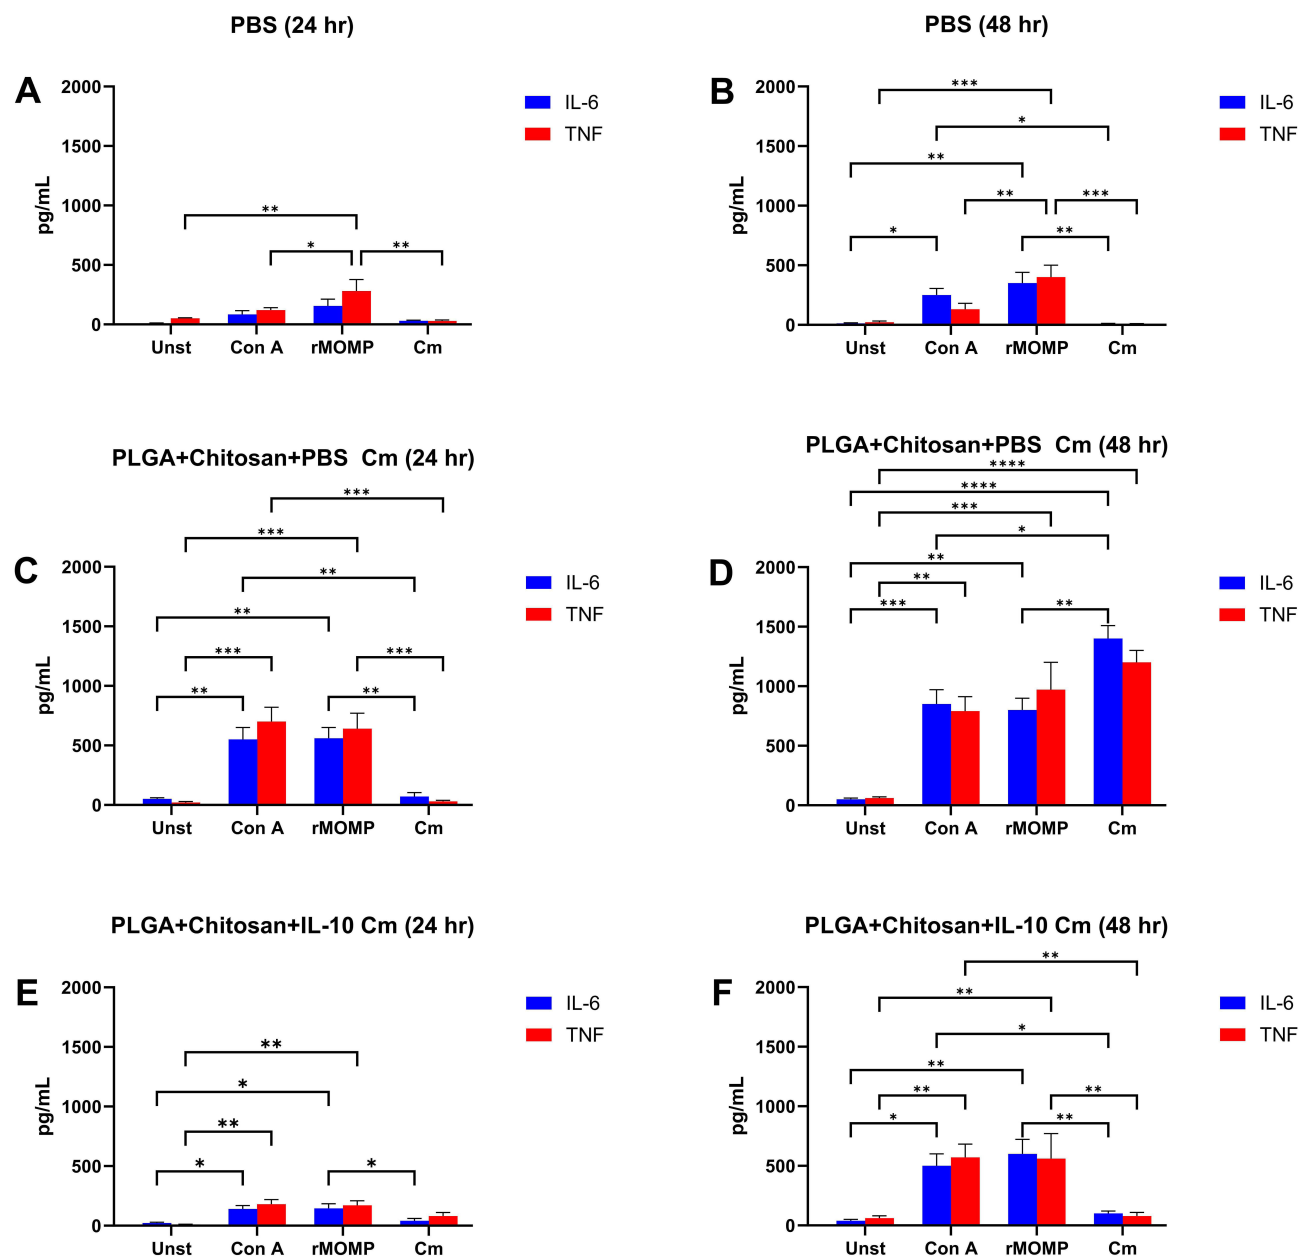 PBS (24 hr)
A
2000
1500
1000
500
0
pg/mL
IL-6
TNF
**
*
**
Unst Con A rMOMP Cm
PBS (48 hr)
B
2000
1500
1000
500
0
pg/mL
IL-6
TNF
***
*
**
** ***
* **
Unst Con A rMOMP Cm
PLGA+Chitosan+PBS Cm (24 hr)
C
2000
1500
1000
500
0
pg/mL
IL-6
TNF
***
***
**
**
*** ***
** **
Unst Con A rMOMP Cm
PLGA+Chitosan+PBS Cm (48 hr)
D
2000
1500
1000
500
0
pg/mL
IL-6
TNF
****
****
***
*
**
**
*** **
Unst Con A rMOMP Cm
PLGA+Chitosan+IL-10 Cm (24 hr)
E
2000
1500
1000
500
0
pg/mL
IL-6
TNF
**
*
**
* *
Unst Con A rMOMP Cm
PLGA+Chitosan+IL-10 Cm (48 hr)
F
2000
1500
1000
500
0
pg/mL
IL-6
TNF
**
**
*
**
** **
* **
Unst Con A rMOMP Cm